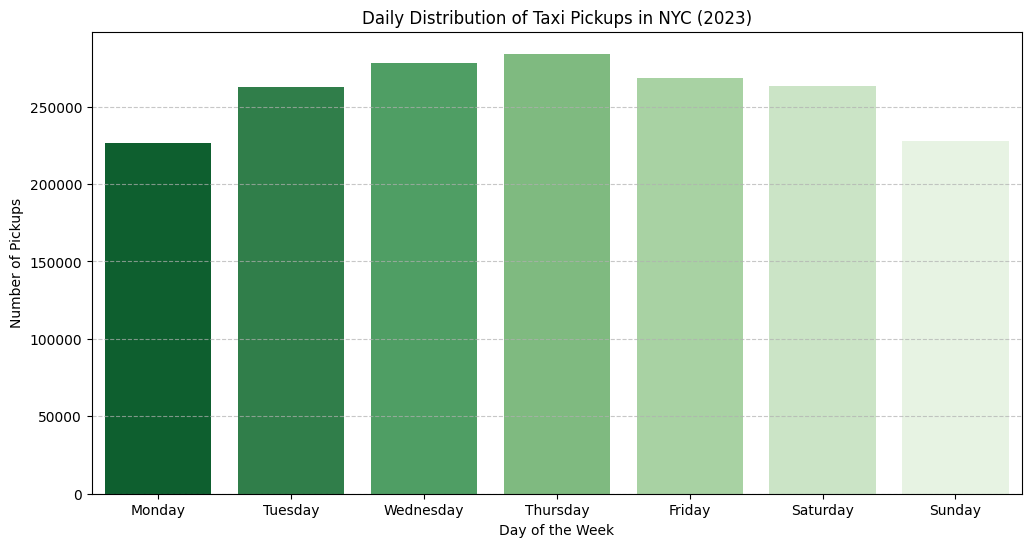 Daily Distribution of Taxi Pickups in NYC (2023)
Number of Pickups
250000
200000
150000
100000
50000
0
Monday Tuesday Wednesday Thursday Friday Saturday Sunday
Day of the Week